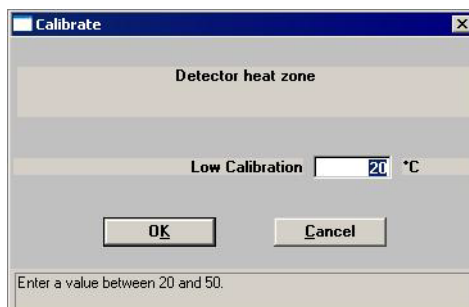 Calibrate
Detector heat zone
Low Calibration 20 °C
OK Cancel
Enter a value between 20 and 50.